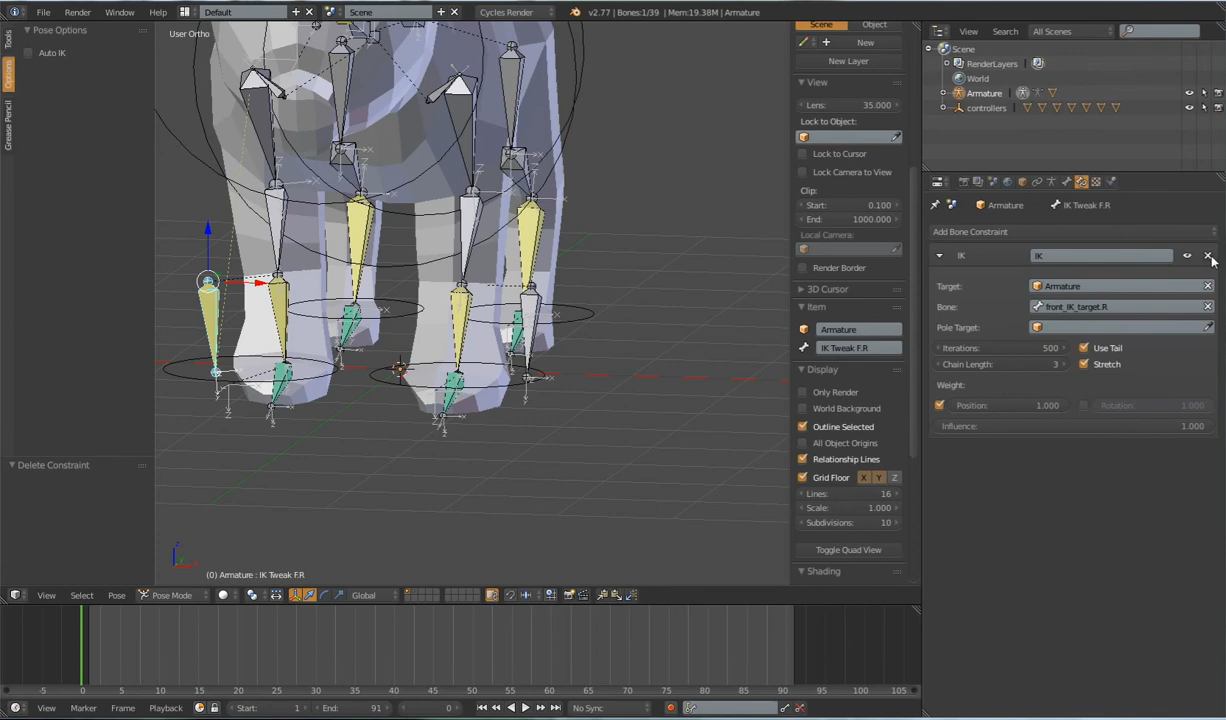 File Render Window Help Default Scene Cycles Render v2.77 | Bones:1/39 | Mem:19.38M | Armature
Tools
Options
Grease Pencil
Pose Options
Auto IK
Delete Constraint
User Ortho
(0) Armature : IK Tweak F.R
Scene Object
New
New Layer
View
Lens: 35.000
Lock to Object:
Lock to Cursor
Lock Camera to View
Clip:
Start: 0.100
End: 1000.000
Local Camera:
Render Border
3D Cursor
Item
Armature
IK Tweak F.R
Display
Only Render
World Background
Outline Selected
All Object Origins
Relationship Lines
Grid Floor X Y Z
Lines: 16
Scale: 1.000
Subdivisions: 10
Toggle Quad View
Shading
View Search All Scenes
Scene
RenderLayers
World
Armature
controllers
Armature IK Tweak F.R
Add Bone Constraint
IK IK
Target: Armature
Bone: front_IK_target.R
Pole Target:
Iterations: 500 Use Tail
Chain Length: 3 Stretch
Weight:
Position: 1.000 Rotation: 1.000
Influence: 1.000
View Select Pose Pose Mode Global
-5 0 5 10 15 20 25 30 35 40 45 50 55 60 65 70 75 80 85 90 95 100 105
View Marker Frame Playback Start: 1 End: 91 0 No Sync